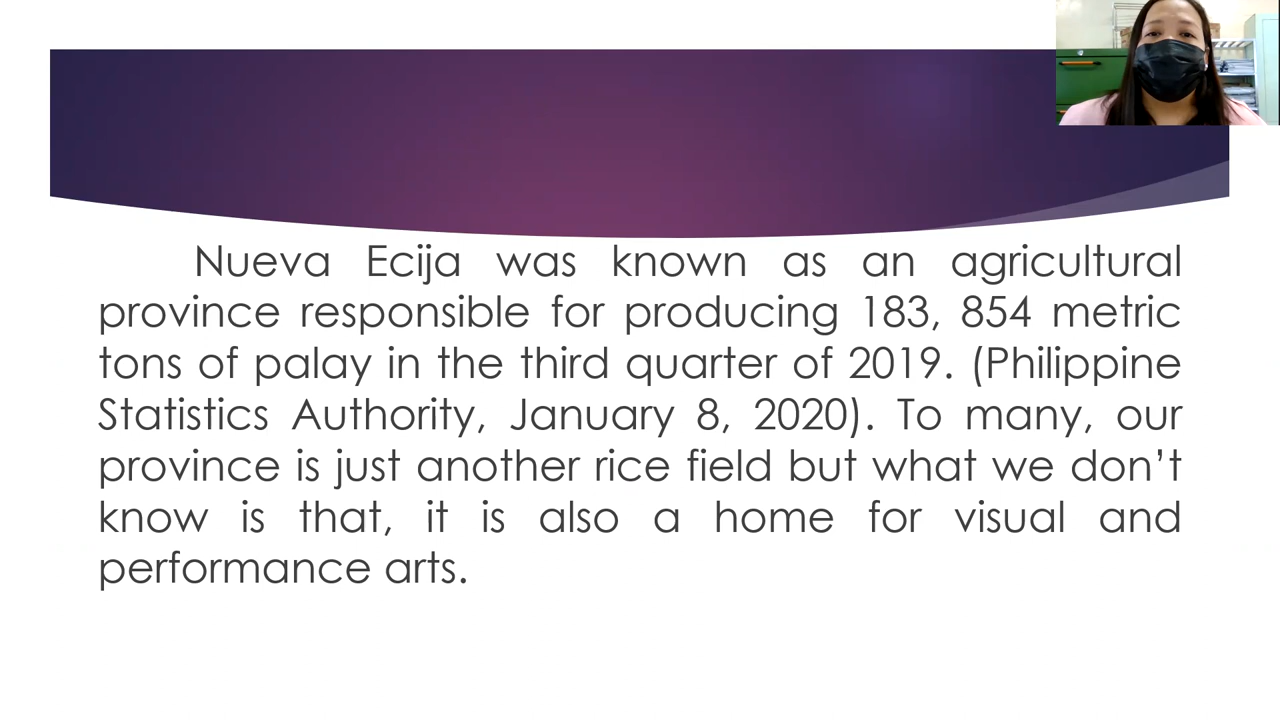 Nueva Ecija was known as an agricultural
province responsible for producing 183, 854 metric
tons of palay in the third quarter of 2019. (Philippine
Statistics Authority, January 8, 2020). To many, our
province is just another rice field but what we don’t
know is that, it is also a home for visual and
performance arts.